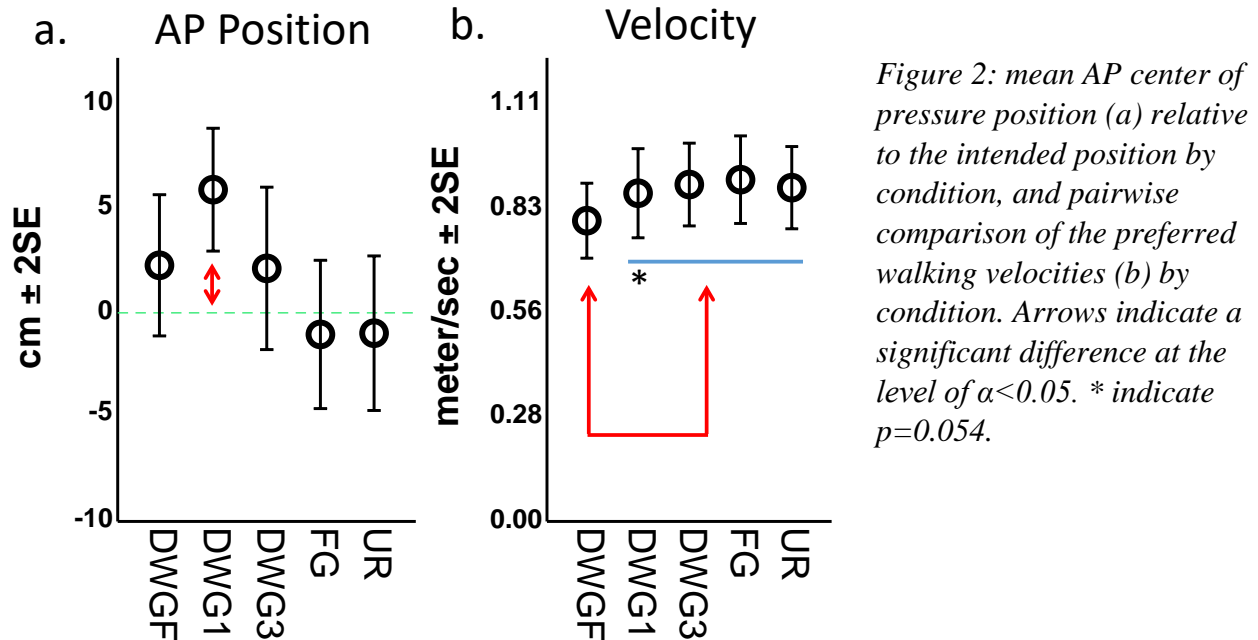 a. AP Position
cm ± 2SE
10
5
0
-5
-10
DWGF
DWG1
DWG3
FG
UR
b. Velocity
meter/sec ± 2SE
1.11
0.83
0.56
0.28
0.00
*
DWGF
DWG1
DWG3
FG
UR
Figure 2: mean AP center of
pressure position (a) relative
to the intended position by
condition, and pairwise
comparison of the preferred
walking velocities (b) by
condition. Arrows indicate a
significant difference at the
level of α<0.05. * indicate
p=0.054.